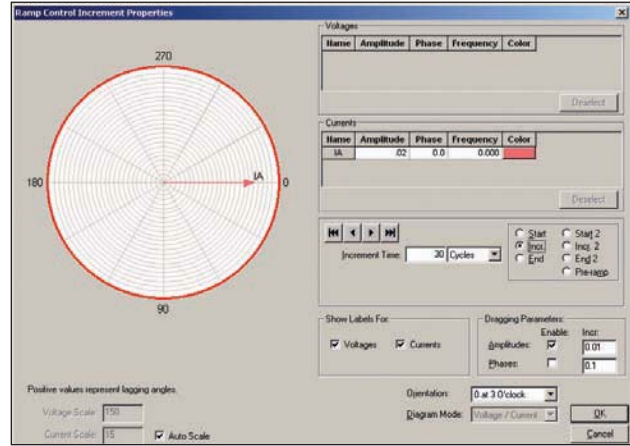 Ramp Control Increment Properties
270
180
IA
0
90
Positive values represent lagging angles.
Voltage Scale: 150
Current Scale: 15
Auto Scale
Voltages
Name Amplitude Phase Frequency Color
Deselect
Currents
Name Amplitude Phase Frequency Color
IA .02 0.0 0.000
Deselect
Increment Time: 30 Cycles
Start Start 2
Incr. Incr. 2
End End 2
Pre-ramp
Show Labels For:
Voltages Currents
Dragging Parameters:
Enable: Incr:
Amplitudes: 0.01
Phases: 0.1
Orientation: 0 at 3 O'clock
Diagram Mode: Voltage / Current
OK
Cancel